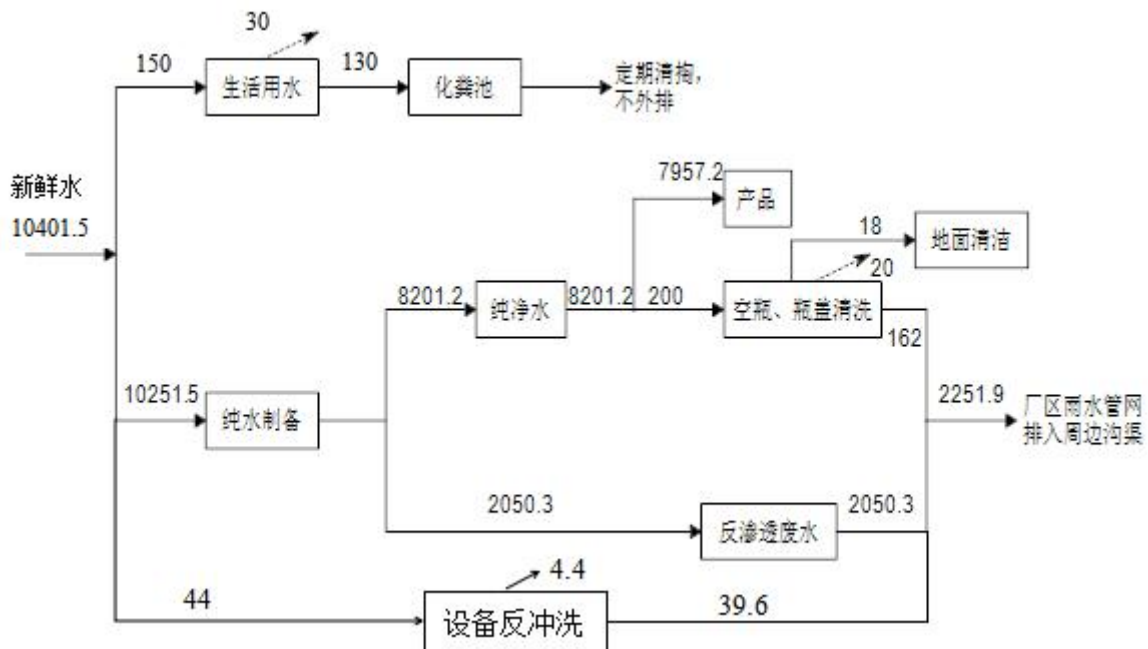 30
150
生活用水
130
化粪池
定期清掏，
不外排
新鲜水
10401.5
7957.2
产品
18
地面清洁
20
8201.2
纯净水
8201.2
200
空瓶、瓶盖清洗
162
10251.5
纯水制备
2251.9
厂区雨水管网
排入周边沟渠
2050.3
反渗透废水
2050.3
4.4
44
设备反冲洗
39.6